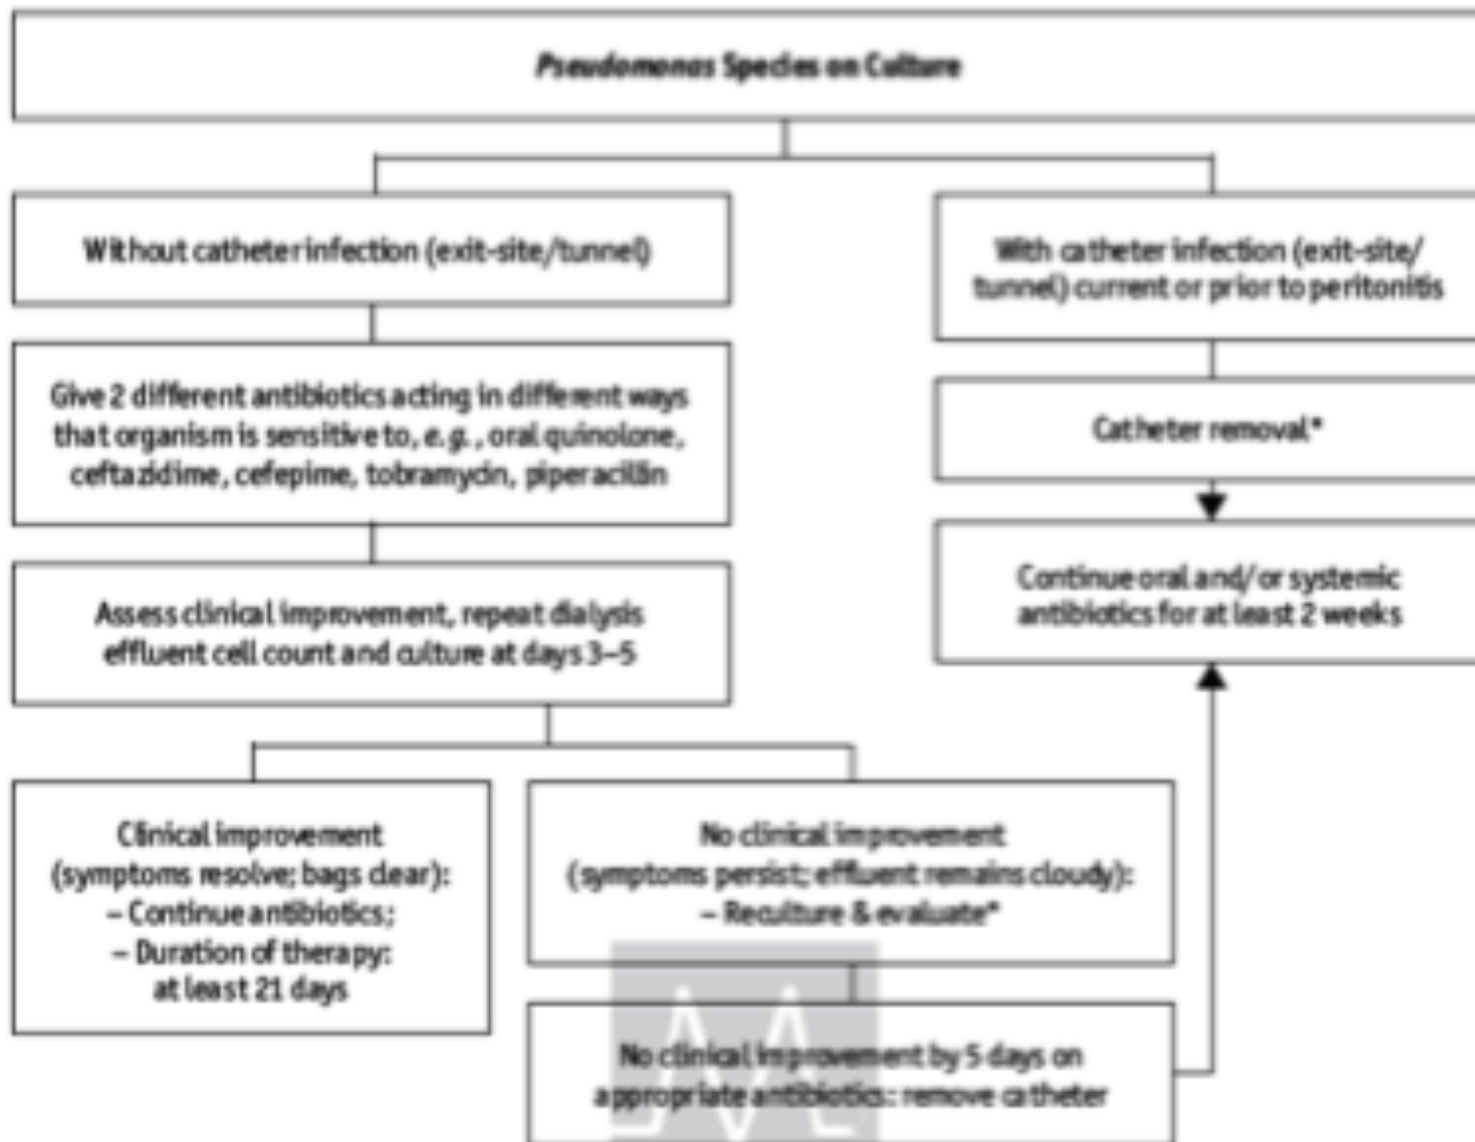 Pseudomonas Species on Culture
Without catheter infection (exit-site/tunnel)
With catheter infection (exit-site/
tunnel) current or prior to peritonitis
Give 2 different antibiotics acting in different ways
that organism is sensitive to, e.g., oral quinolone,
ceftazidime, cefepime, tobramycin, piperacillin
Catheter removal*
Assess clinical improvement, repeat dialysis
effluent cell count and culture at days 3–5
Continue oral and/or systemic
antibiotics for at least 2 weeks
Clinical improvement
(symptoms resolve; bags clear):
– Continue antibiotics;
– Duration of therapy:
at least 21 days
No clinical improvement
(symptoms persist; effluent remains cloudy):
– Reculture & evaluate*
No clinical improvement by 5 days on
appropriate antibiotics: remove catheter